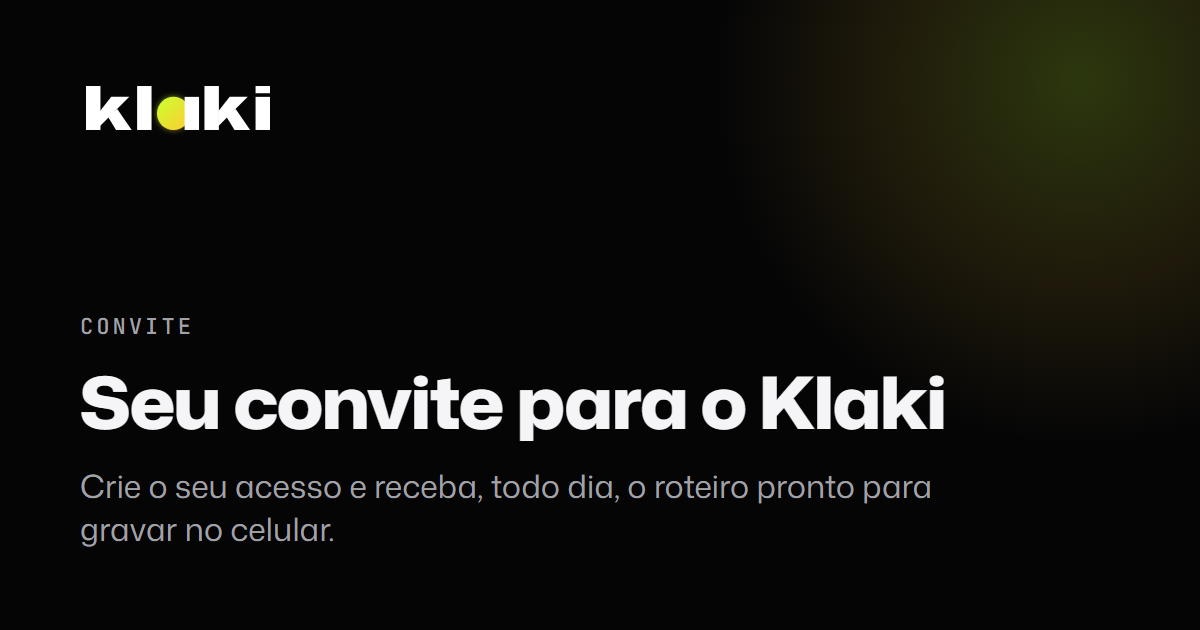 klaki
CONVITE
Seu convite para o Klaki
Crie o seu acesso e receba, todo dia, o roteiro pronto para
gravar no celular.